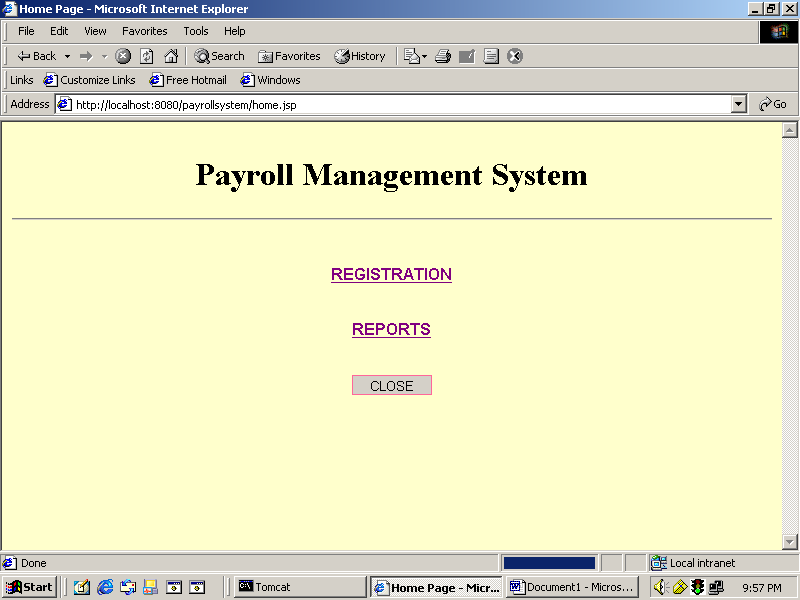 Home Page - Microsoft Internet Explorer
File Edit View Favorites Tools Help
Back Search Favorites History
Links Customize Links Free Hotmail Windows
Address http://localhost:8080/payrollsystem/home.jsp Go
Payroll Management System
REGISTRATION
REPORTS
CLOSE
Done Local intranet
Start Tomcat Home Page - Micr... Document1 - Micros... 9:57 PM